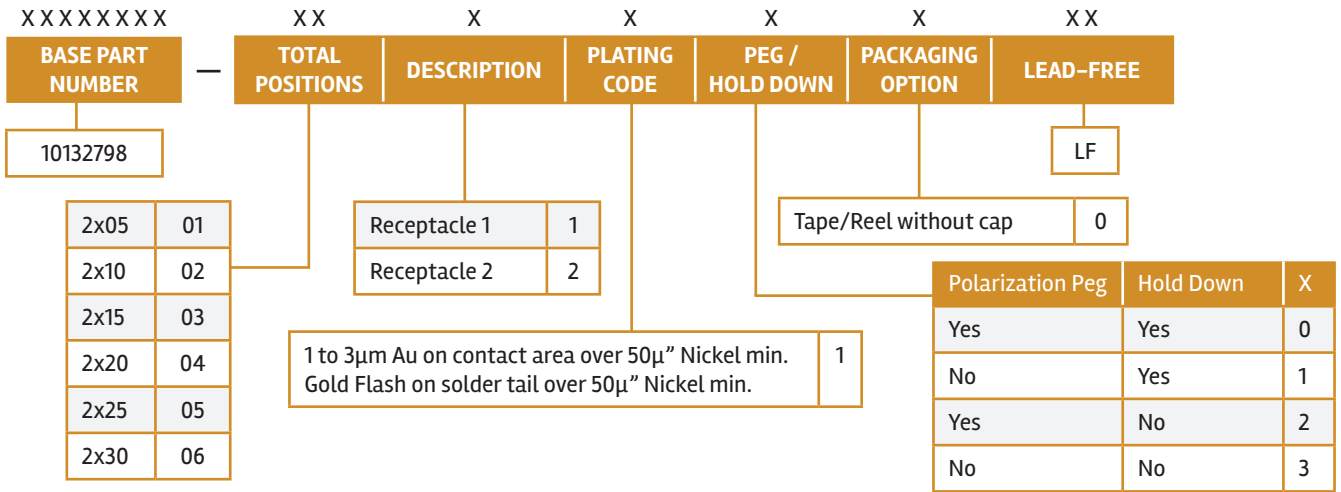 X X X X X X X X
X X
X
X
X
X
X X
BASE PART
NUMBER
—
TOTAL
POSITIONS
DESCRIPTION
PLATING
CODE
PEG /
HOLD DOWN
PACKAGING
OPTION
LEAD-FREE
10132798
LF
2x05 01
2x10 02
2x15 03
2x20 04
2x25 05
2x30 06
Receptacle 1 1
Receptacle 2 2
1 to 3μm Au on contact area over 50μ” Nickel min. 1
Gold Flash on solder tail over 50μ” Nickel min.
Tape/Reel without cap 0
Polarization Peg Hold Down X
Yes Yes 0
No Yes 1
Yes No 2
No No 3